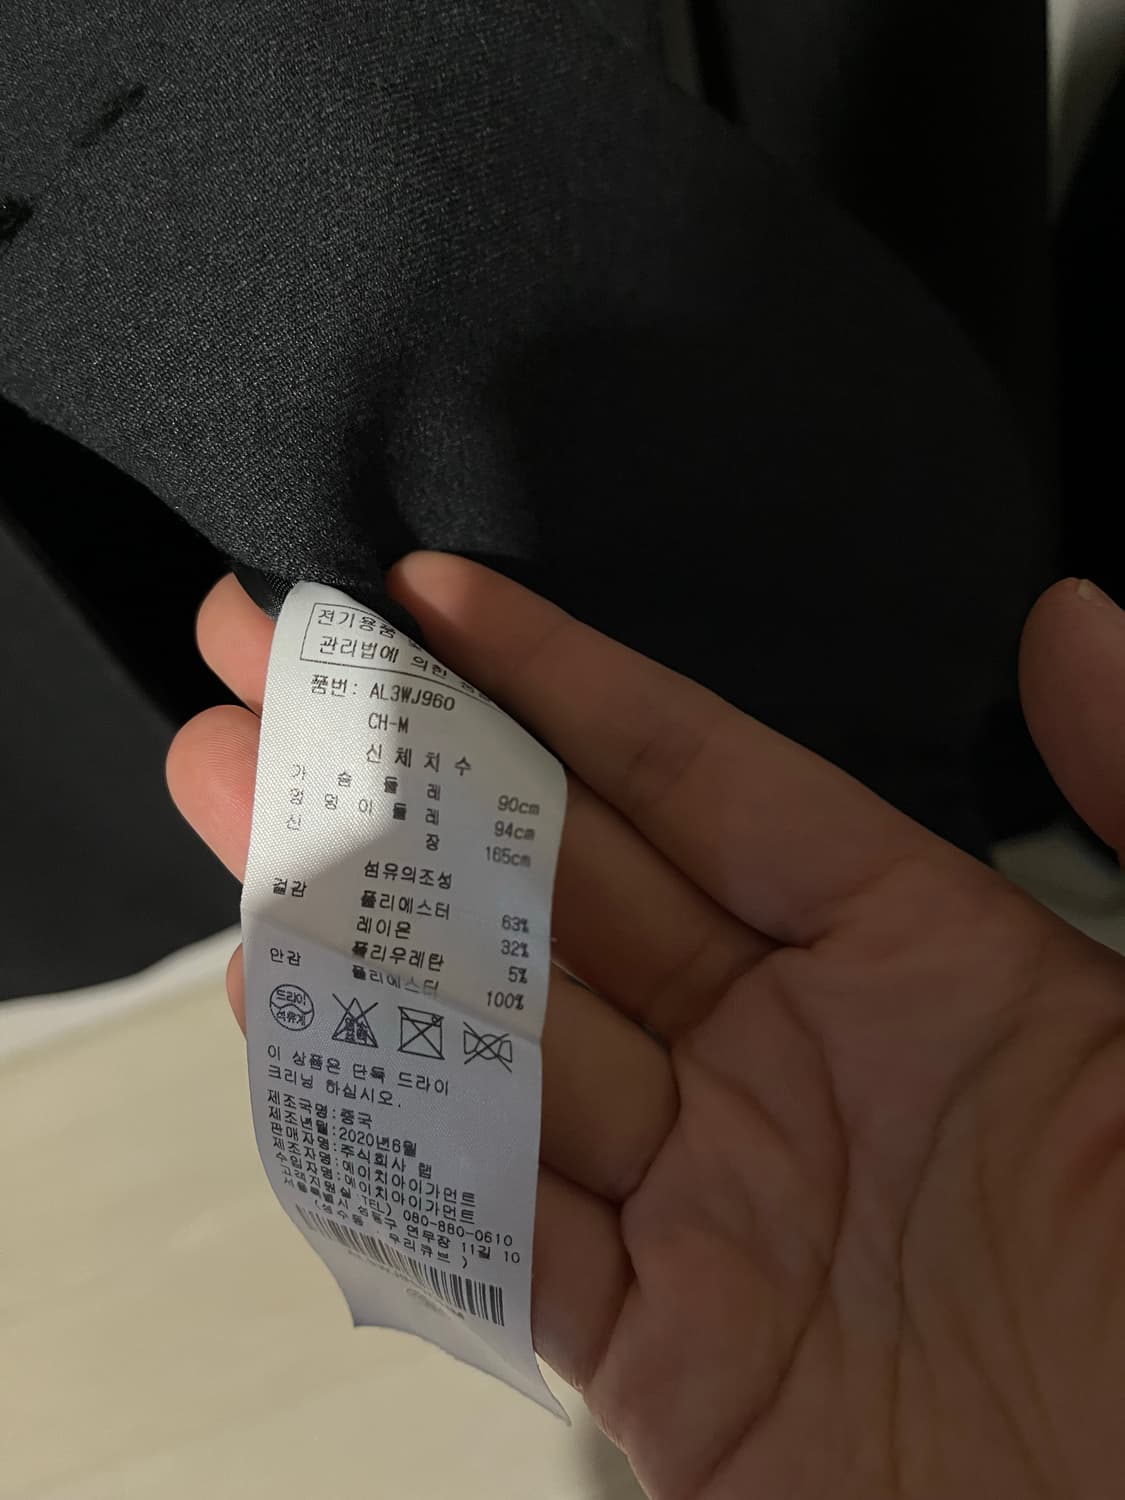 전기용품
관리법에 의한
품번: AL3WJ960
CH-M
신체치수
가슴둘레 90cm
엉덩이둘레 94cm
신장 165cm
섬유의조성
겉감 폴리에스터 63%
레이온 32%
폴리우레탄 5%
안감 폴리에스터 100%
드라이
석유계
염소
표백
이 상품은 단독 드라이
크리닝 하십시오.
제조국명:중국
제조년월:2020년6월
판매자명:주식회사 랩
제조자명:에이치아이가먼트
수입자명:에이치아이가먼트
고객지원실 (TEL) 080-880-0610
서울특별시 성동구 연무장 11길 10
(성수동, 우리큐브)